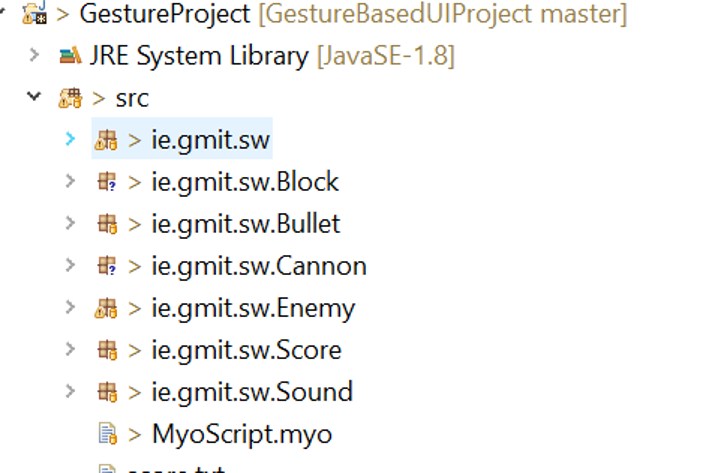 > GestureProject [GestureBasedUIProject master]
JRE System Library [JavaSE-1.8]
> src
> ie.gmit.sw
> ie.gmit.sw.Block
> ie.gmit.sw.Bullet
> ie.gmit.sw.Cannon
> ie.gmit.sw.Enemy
> ie.gmit.sw.Score
> ie.gmit.sw.Sound
> MyoScript.myo